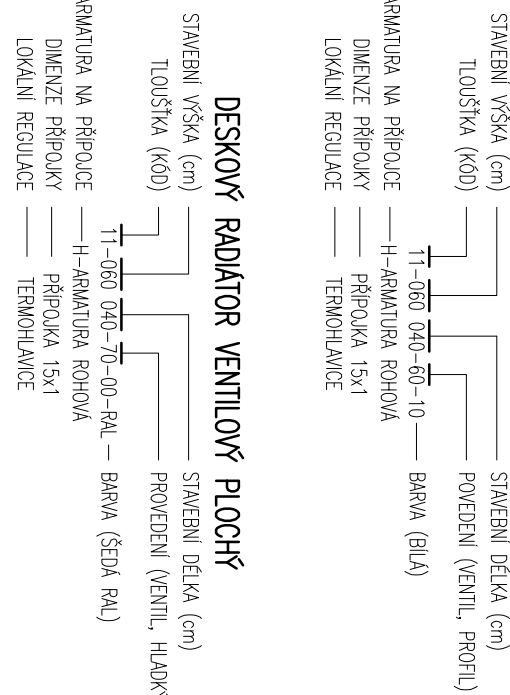 STAVEBNÍ VÝŠKA (cm) STAVEBNÍ DÉLKA (cm)
TLOUŠŤKA (KÓD) POVEDENÍ (VENTIL, PROFIL)
11-060 040-60-10 BARVA (BÍLÁ)
ARMATURA NA PŘÍPOJCE H-ARMATURA ROHOVÁ
DIMENZE PŘÍPOJKY PŘÍPOJKA 15x1
LOKÁLNÍ REGULACE TERMOHLAVICE
DESKOVÝ RADIÁTOR VENTILOVÝ PLOCHÝ
STAVEBNÍ VÝŠKA (cm) STAVEBNÍ DÉLKA (cm)
TLOUŠŤKA (KÓD) PROVEDENÍ (VENTIL, HLADKÝ
11-060 040-70-00-RAL BARVA (ŠEDÁ RAL)
ARMATURA NA PŘÍPOJCE H-ARMATURA ROHOVÁ
DIMENZE PŘÍPOJKY PŘÍPOJKA 15x1
LOKÁLNÍ REGULACE TERMOHLAVICE